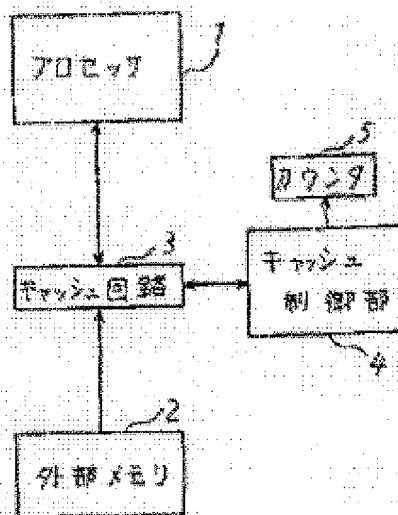 1
プロセッサ
5
カウンタ
3
キャッシュ回路
キャッシュ
制御部
4
2
外部メモリ